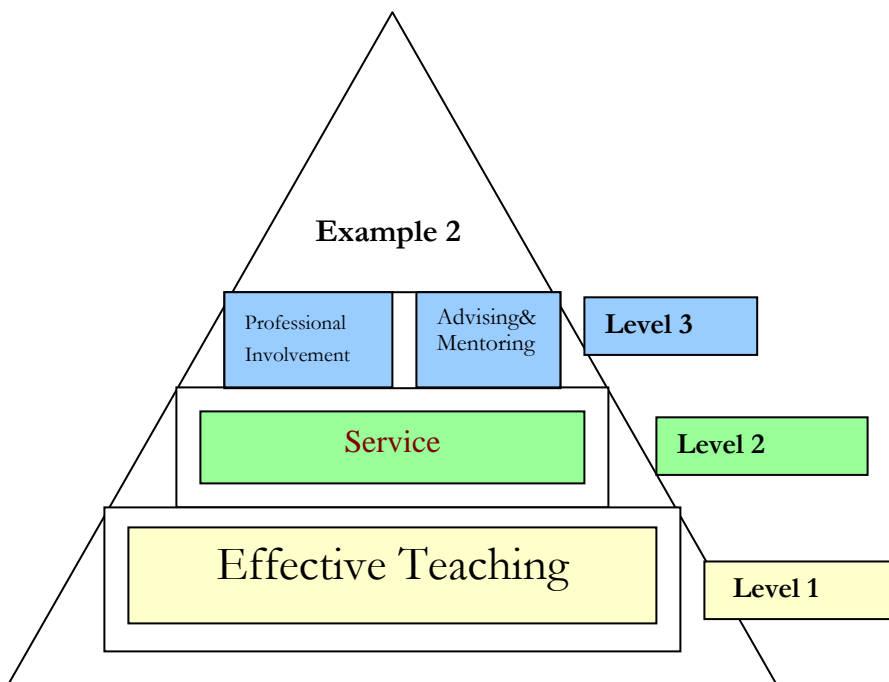 Example 2
Professional
Involvement
Advising&
Mentoring
Level 3
Service
Level 2
Effective Teaching
Level 1